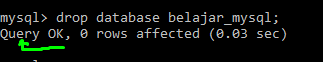 mysql> drop database belajar_mysql;
Query OK, 0 rows affected (0.03 sec)